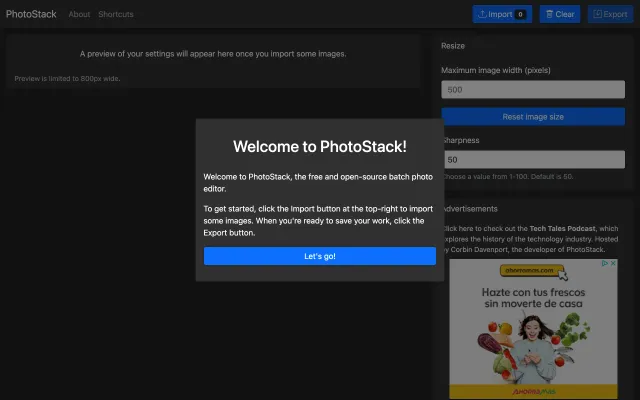 PhotoStack About Shortcuts Import 0 Clear Export
A preview of your settings will appear here once you import some images.
Preview is limited to 800px wide.
Resize
Maximum image width (pixels)
500
Reset image size
Sharpness
50
Choose a value from 1-100. Default is 50.
Welcome to PhotoStack!
Welcome to PhotoStack, the free and open-source batch photo
editor.
To get started, click the Import button at the top-right to import
some images. When you're ready to save your work, click the
Export button.
Let's go!
Advertisements
Click here to check out the Tech Tales Podcast, which
explores the history of the technology industry. Hosted
by Corbin Davenport, the developer of PhotoStack.
ahorramas.com
Hazte con tus frescos
sin moverte de casa
AHORRAMAS